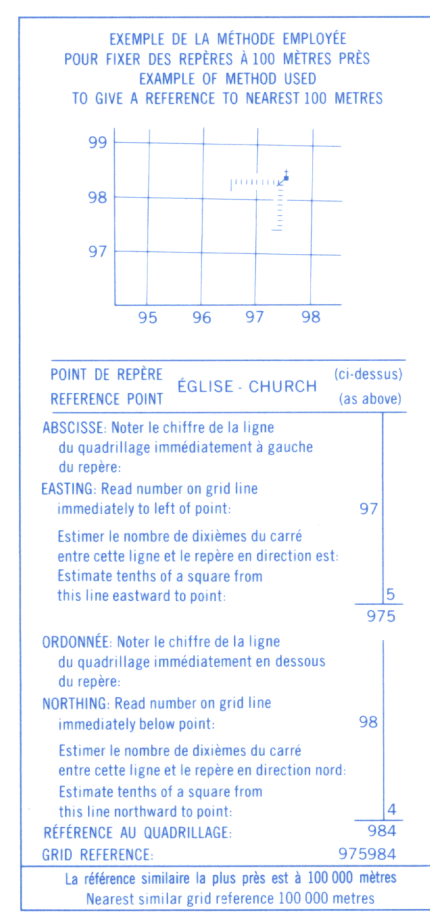 EXEMPLE DE LA MÉTHODE EMPLOYÉE
POUR FIXER DES REPÈRES À 100 MÈTRES PRÈS
EXAMPLE OF METHOD USED
TO GIVE A REFERENCE TO NEAREST 100 METRES
99
98
97
95 96 97 98
POINT DE REPÈRE ÉGLISE - CHURCH (ci-dessus)
REFERENCE POINT (as above)
ABSCISSE: Noter le chiffre de la ligne
du quadrillage immédiatement à gauche
du repère:
EASTING: Read number on grid line
immediately to left of point: 97
Estimer le nombre de dixièmes du carré
entre cette ligne et le repère en direction est:
Estimate tenths of a square from
this line eastward to point: 5
975
ORDONNÉE: Noter le chiffre de la ligne
du quadrillage immédiatement en dessous
du repère:
NORTHING: Read number on grid line
immediately below point: 98
Estimer le nombre de dixièmes du carré
entre cette ligne et le repère en direction nord:
Estimate tenths of a square from
this line northward to point: 4
RÉFÉRENCE AU QUADRILLAGE: 984
GRID REFERENCE: 975984
La référence similaire la plus près est à 100 000 mètres
Nearest similar grid reference 100 000 metres